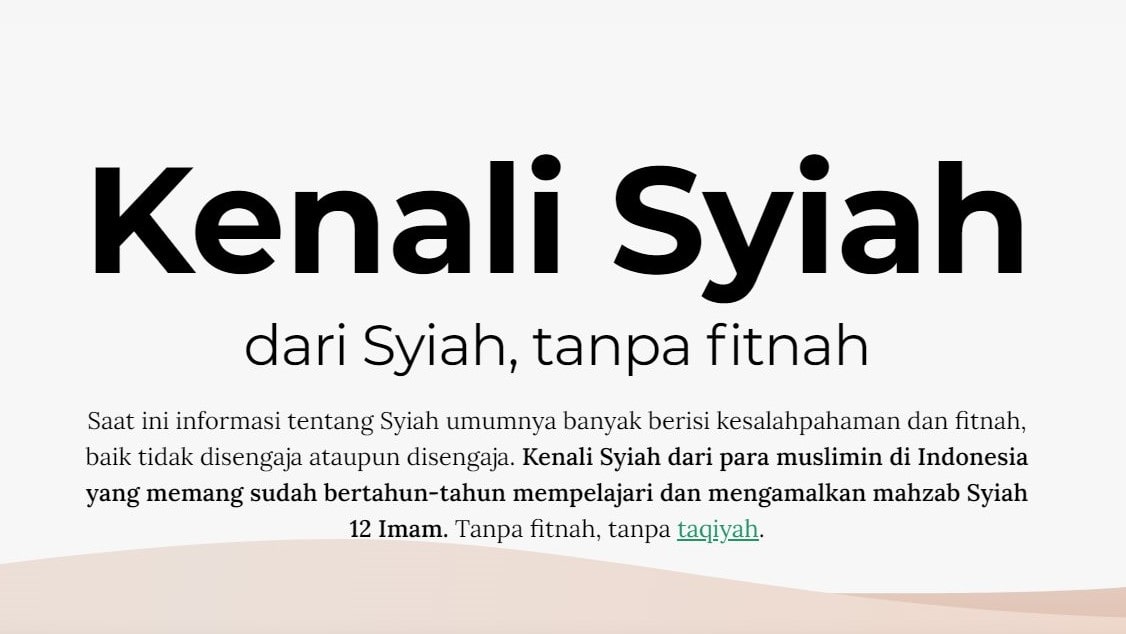 Kenali Syiah
dari Syiah, tanpa fitnah
Saat ini informasi tentang Syiah umumnya banyak berisi kesalahpahaman dan fitnah,
baik tidak disengaja ataupun disengaja. Kenali Syiah dari para muslimin di Indonesia
yang memang sudah bertahun-tahun mempelajari dan mengamalkan mahzab Syiah
12 Imam. Tanpa fitnah, tanpa taqiyah.